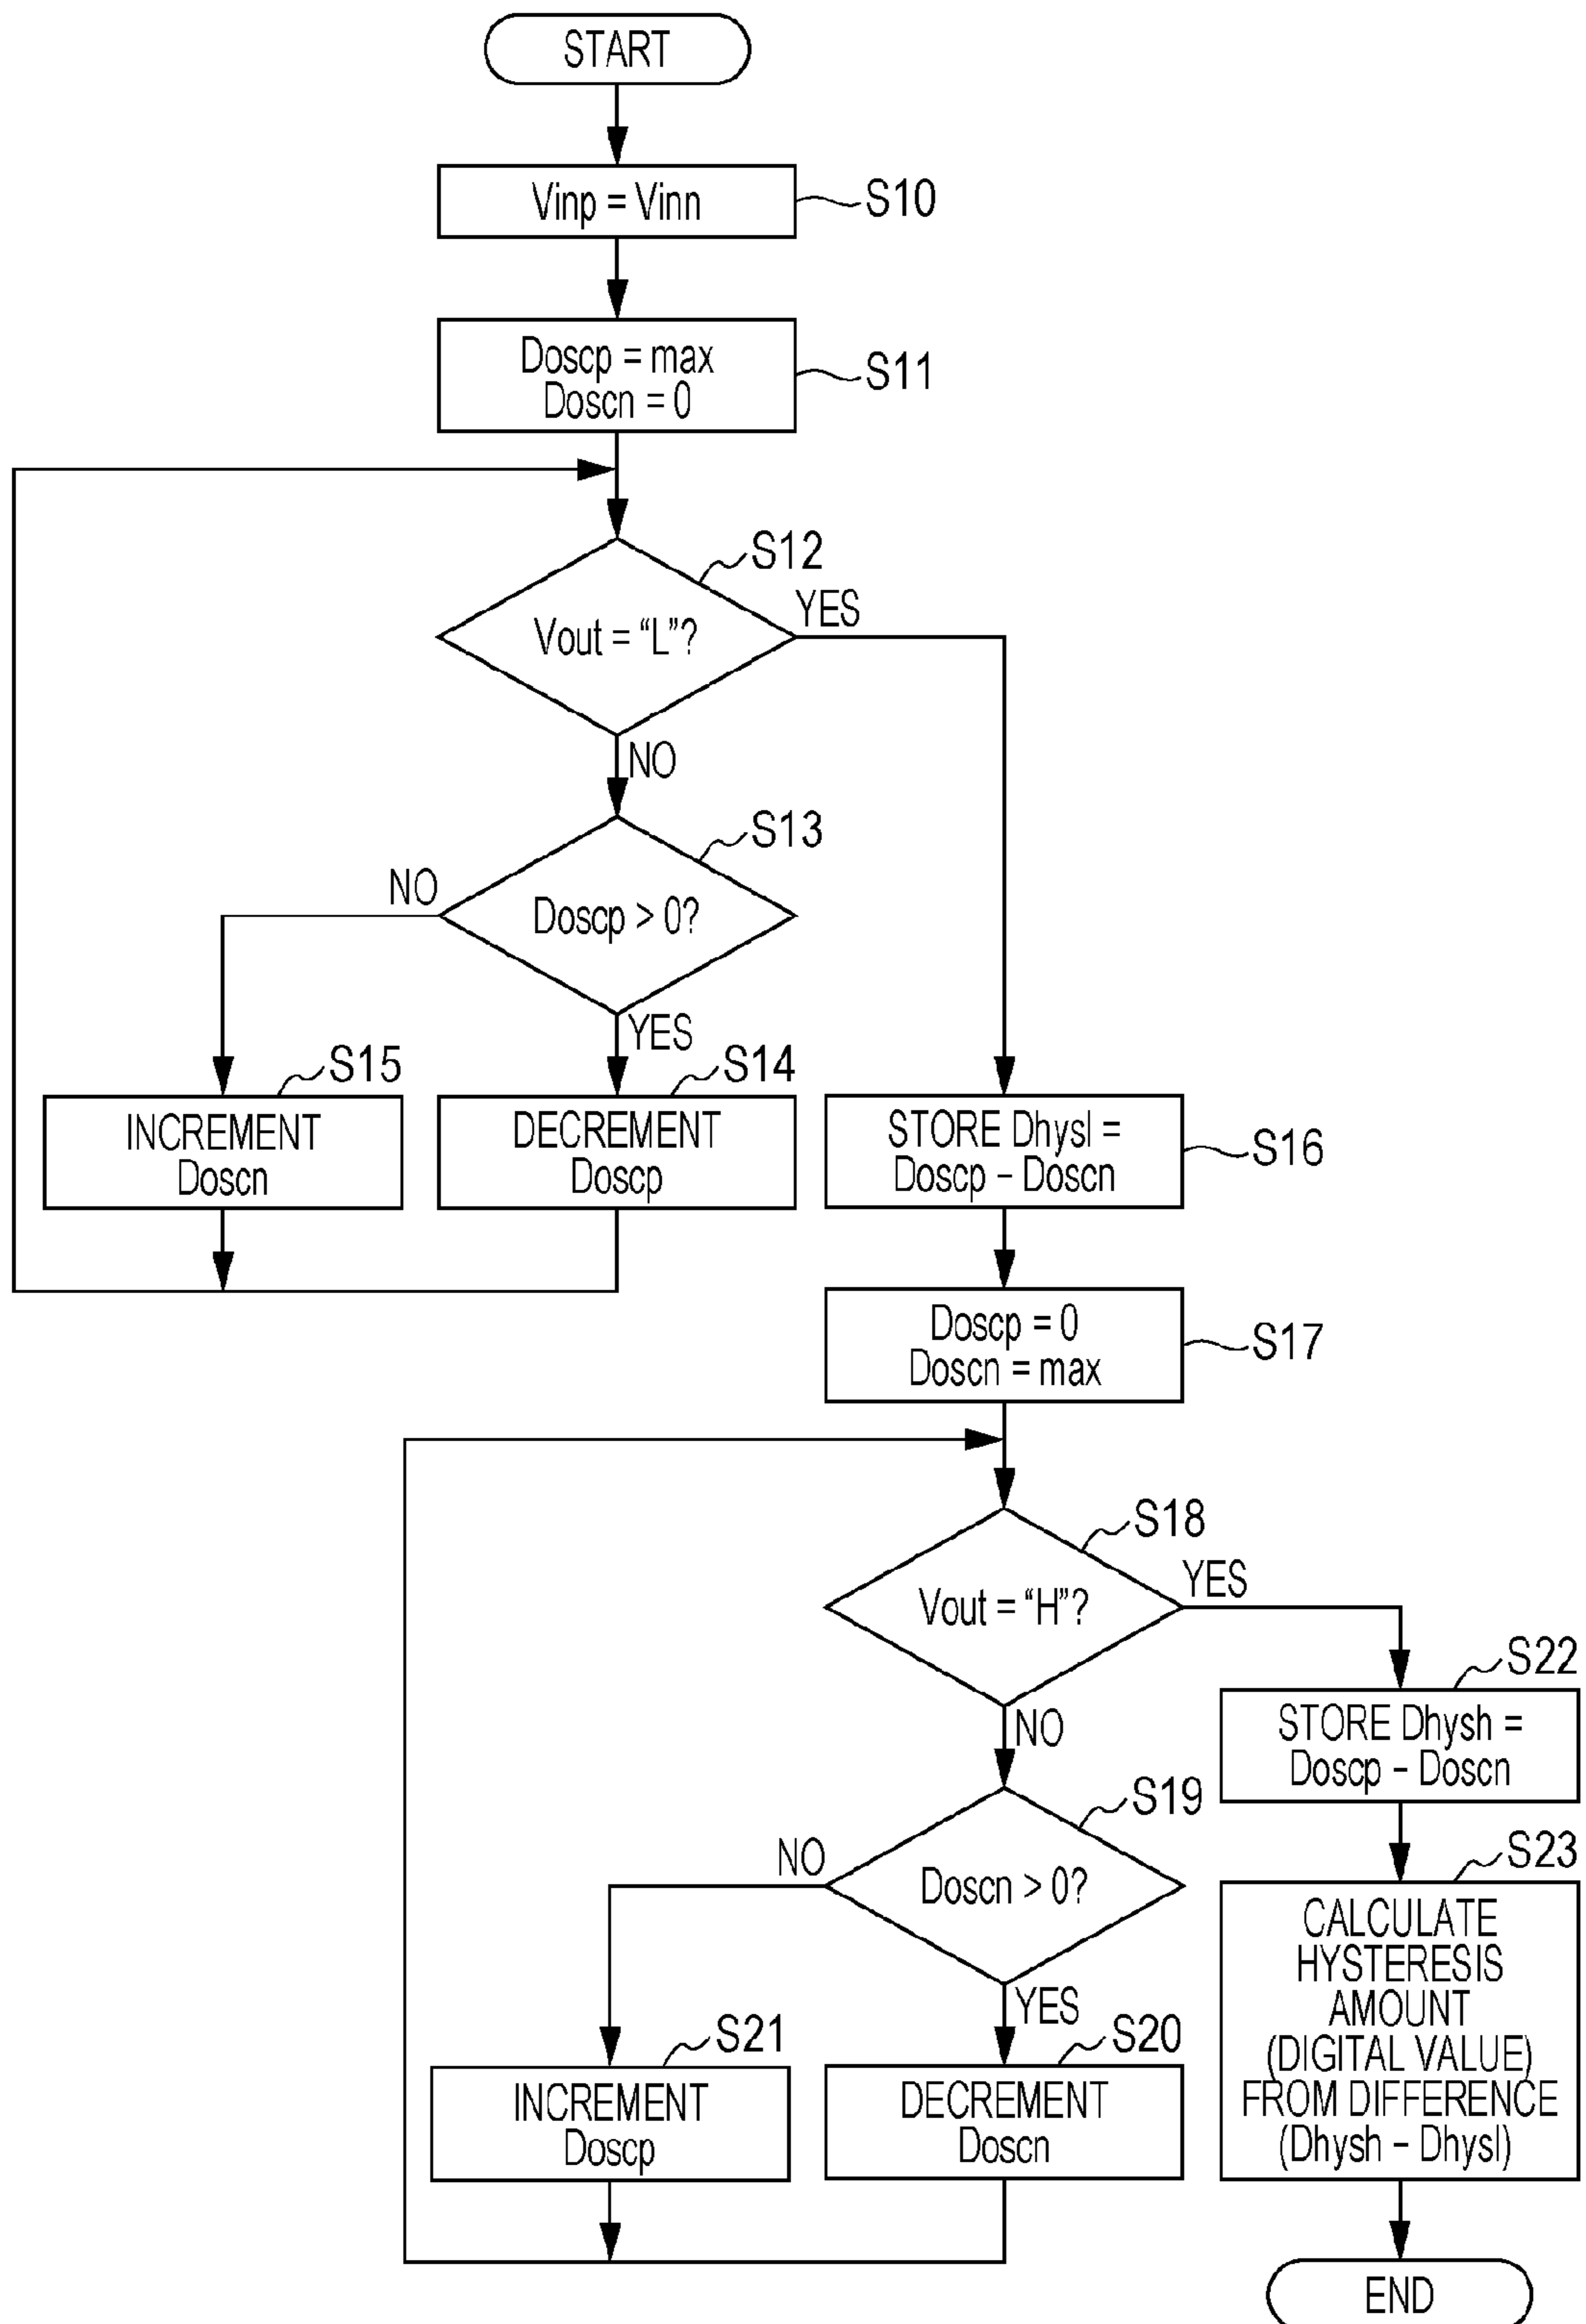 START
Vinp = Vinn
S10
Doscp = max
Doscn = 0
S11
S12
YES
Vout = “L”?
NO
S13
NO
Doscp > 0?
YES
S15
S14
INCREMENT
Doscn
DECREMENT
Doscp
STORE Dhysl =
Doscp – Doscn
S16
Doscp = 0
Doscn = max
S17
S18
YES
Vout = “H”?
S22
NO
STORE Dhysh =
Doscp – Doscn
S19
NO
Doscn > 0?
S23
CALCULATE
HYSTERESIS
AMOUNT
(DIGITAL VALUE)
FROM DIFFERENCE
(Dhysh – Dhysl)
YES
S21
S20
INCREMENT
Doscp
DECREMENT
Doscn
END